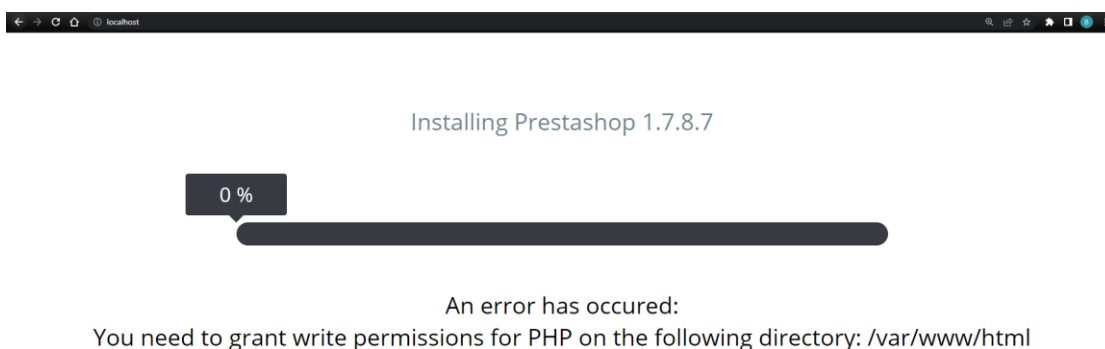 localhost
Installing Prestashop 1.7.8.7
0 %
An error has occured:
You need to grant write permissions for PHP on the following directory: /var/www/html